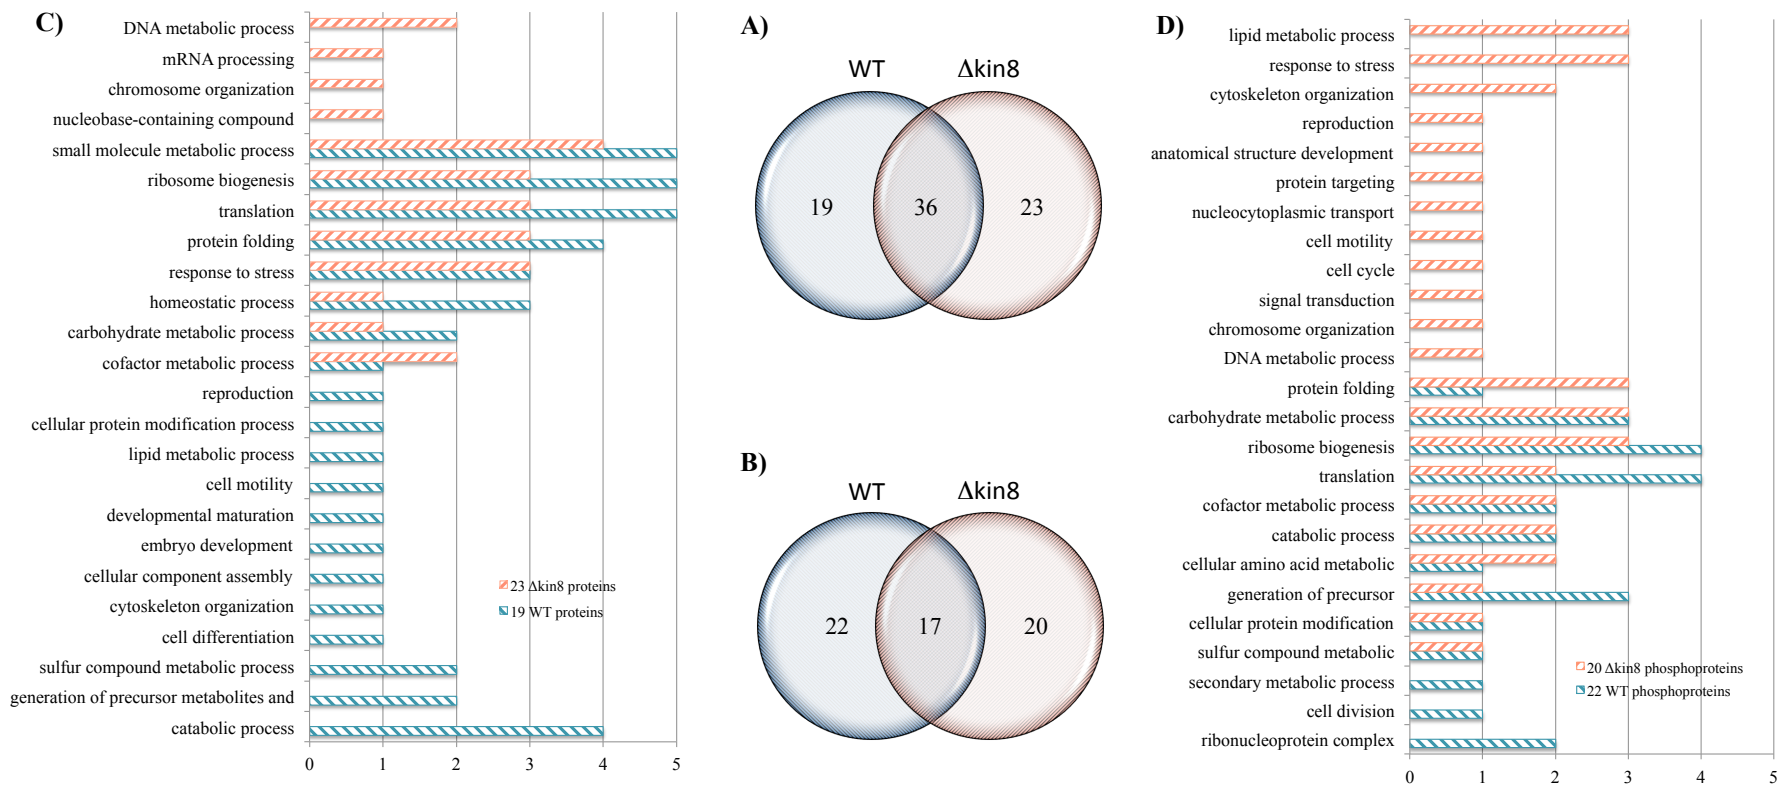 C)
DNA metabolic process
mRNA processing
chromosome organization
nucleobase-containing compound
small molecule metabolic process
ribosome biogenesis
translation
protein folding
response to stress
homeostatic process
carbohydrate metabolic process
cofactor metabolic process
reproduction
cellular protein modification process
lipid metabolic process
cell motility
developmental maturation
embryo development
cellular component assembly
cytoskeleton organization
cell differentiation
sulfur compound metabolic process
generation of precursor metabolites and
catabolic process
23 Δkin8 proteins
19 WT proteins
0 1 2 3 4 5
A)
WT Δkin8
19 36 23
B)
WT Δkin8
22 17 20
D)
lipid metabolic process
response to stress
cytoskeleton organization
reproduction
anatomical structure development
protein targeting
nucleocytoplasmic transport
cell motility
cell cycle
signal transduction
chromosome organization
DNA metabolic process
protein folding
carbohydrate metabolic process
ribosome biogenesis
translation
cofactor metabolic process
catabolic process
cellular amino acid metabolic
generation of precursor
cellular protein modification
sulfur compound metabolic
secondary metabolic process
cell division
ribonucleoprotein complex
20 Δkin8 phosphoproteins
22 WT phosphoproteins
0 1 2 3 4 5